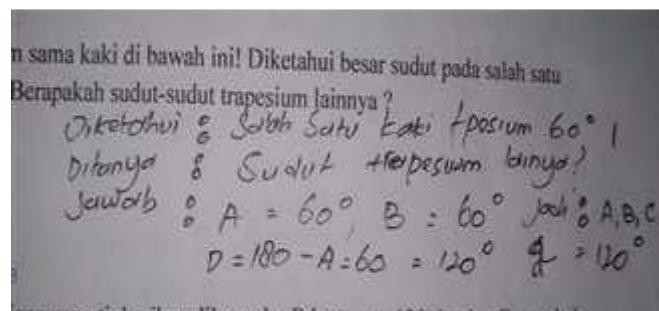 n sama kaki di bawah ini! Diketahui besar sudut pada salah satu
Berapakah sudut-sudut trapesium lainnya ?
Diketahui : Salah Satu kaki tposium 60°
Ditanya : Sudut trapesium lainya?
Jawab : A = 60° B = 60° Jadi : A, B, C
D = 180 - A = 60 = 120° = 120°